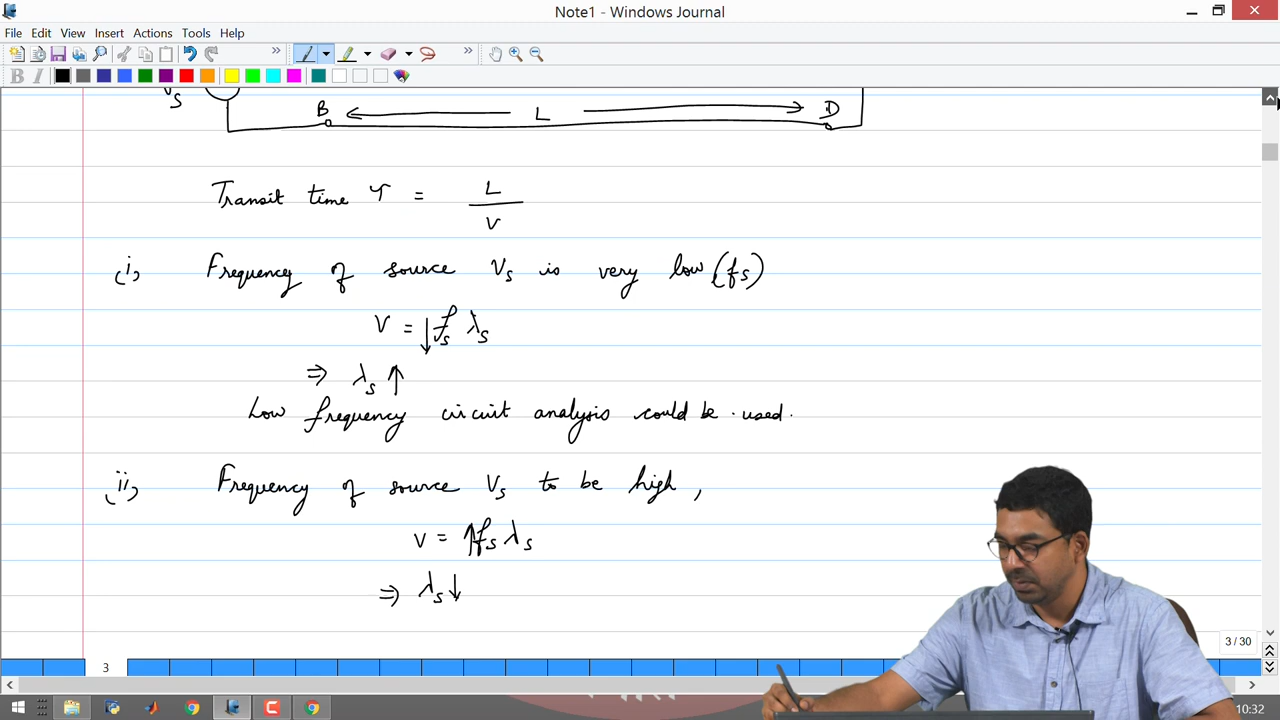 Note1 - Windows Journal
File Edit View Insert Actions Tools Help
B I
Vs
B L D
Transit time τ = L / V
(i) Frequency of source Vs is very low (fs)
V = ↓ fs λs
⇒ λs ↑
Low frequency circuit analysis could be used.
(ii) Frequency of source Vs to be high,
v = ↑ fs λs
⇒ λs ↓
3 / 30
3
10:32